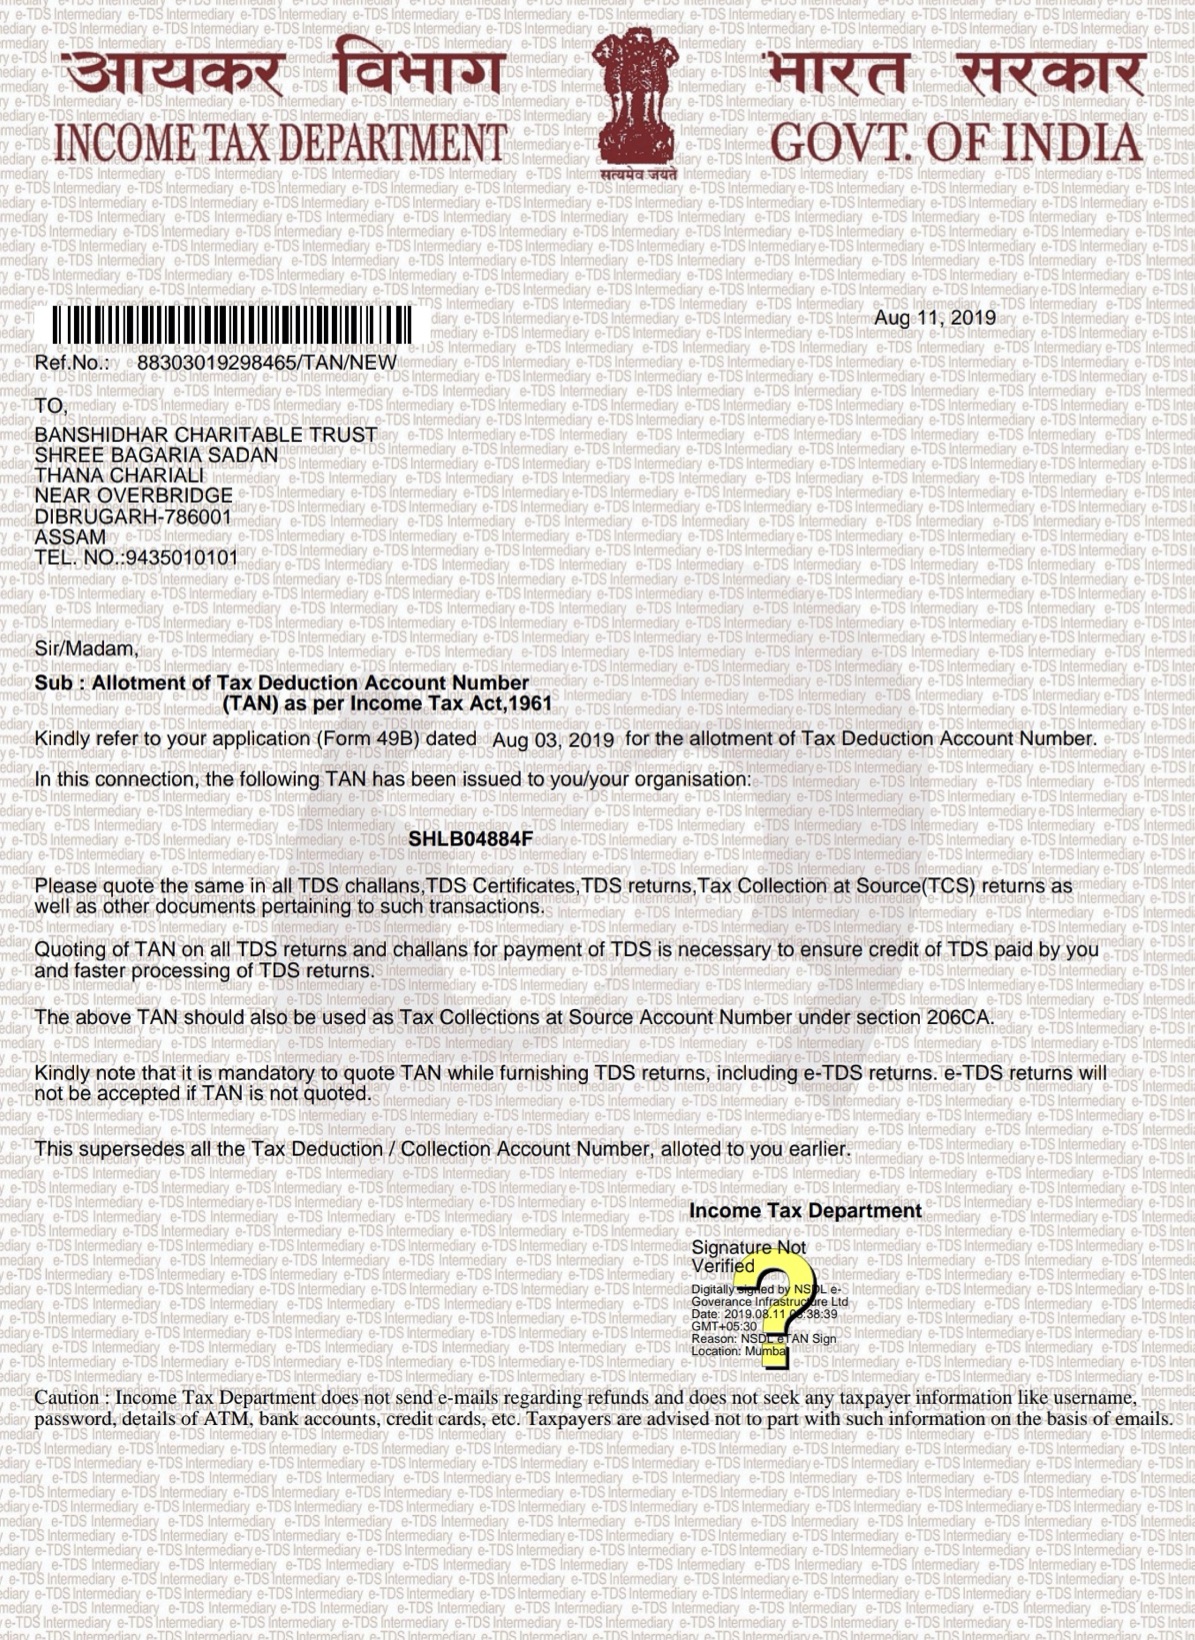 आयकर विभाग
INCOME TAX DEPARTMENT
सत्यमेव जयते
भारत सरकार
GOVT. OF INDIA
Aug 11, 2019
Ref.No.: 88303019298465/TAN/NEW
TO,
BANSHIDHAR CHARITABLE TRUST
SHREE BAGARIA SADAN
THANA CHARIALI
NEAR OVERBRIDGE
DIBRUGARH-786001
ASSAM
TEL. NO.:9435010101
Sir/Madam,
Sub : Allotment of Tax Deduction Account Number
(TAN) as per Income Tax Act,1961
Kindly refer to your application (Form 49B) dated Aug 03, 2019 for the allotment of Tax Deduction Account Number.
In this connection, the following TAN has been issued to you/your organisation:
SHLB04884F
Please quote the same in all TDS challans,TDS Certificates,TDS returns,Tax Collection at Source(TCS) returns as
well as other documents pertaining to such transactions.
Quoting of TAN on all TDS returns and challans for payment of TDS is necessary to ensure credit of TDS paid by you
and faster processing of TDS returns.
The above TAN should also be used as Tax Collections at Source Account Number under section 206CA.
Kindly note that it is mandatory to quote TAN while furnishing TDS returns, including e-TDS returns. e-TDS returns will
not be accepted if TAN is not quoted.
This supersedes all the Tax Deduction / Collection Account Number, alloted to you earlier.
Income Tax Department
Signature Not
Verified
Digitally signed by NSDL e-
Goverance Infrastructure Ltd
Date: 2019.08.11 :38:39
GMT+05:30
Reason: NSDL eTAN Sign
Location: Mumbai
Caution : Income Tax Department does not send e-mails regarding refunds and does not seek any taxpayer information like username,
password, details of ATM, bank accounts, credit cards, etc. Taxpayers are advised not to part with such information on the basis of emails.